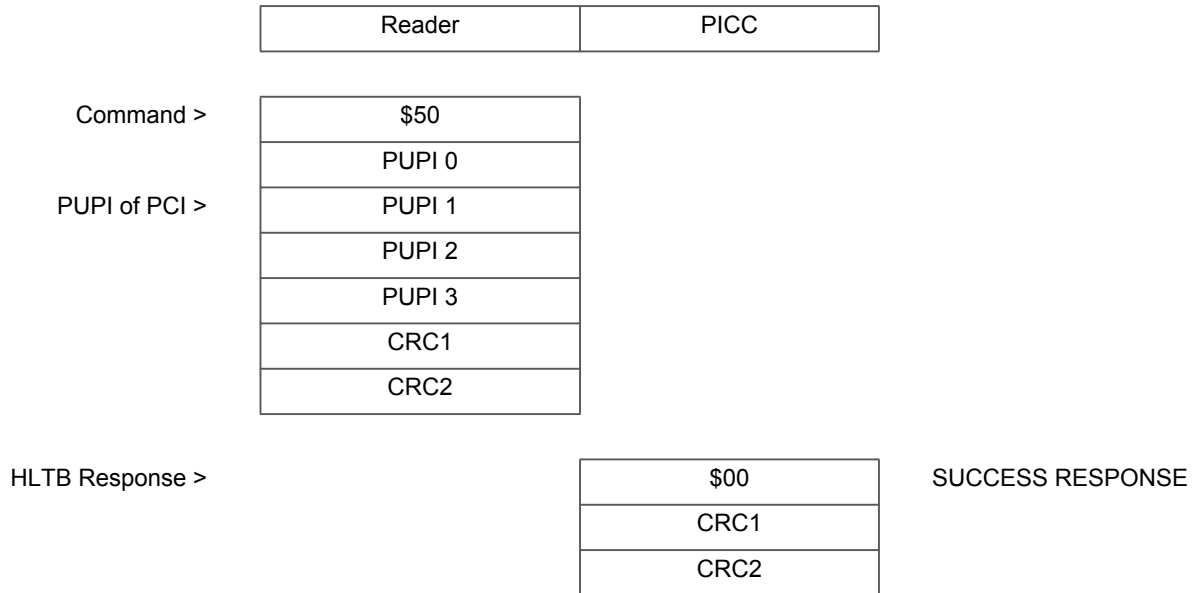 Reader PICC
Command > $50
PUPI 0
PUPI of PCI > PUPI 1
PUPI 2
PUPI 3
CRC1
CRC2
HLTB Response > $00 SUCCESS RESPONSE
CRC1
CRC2